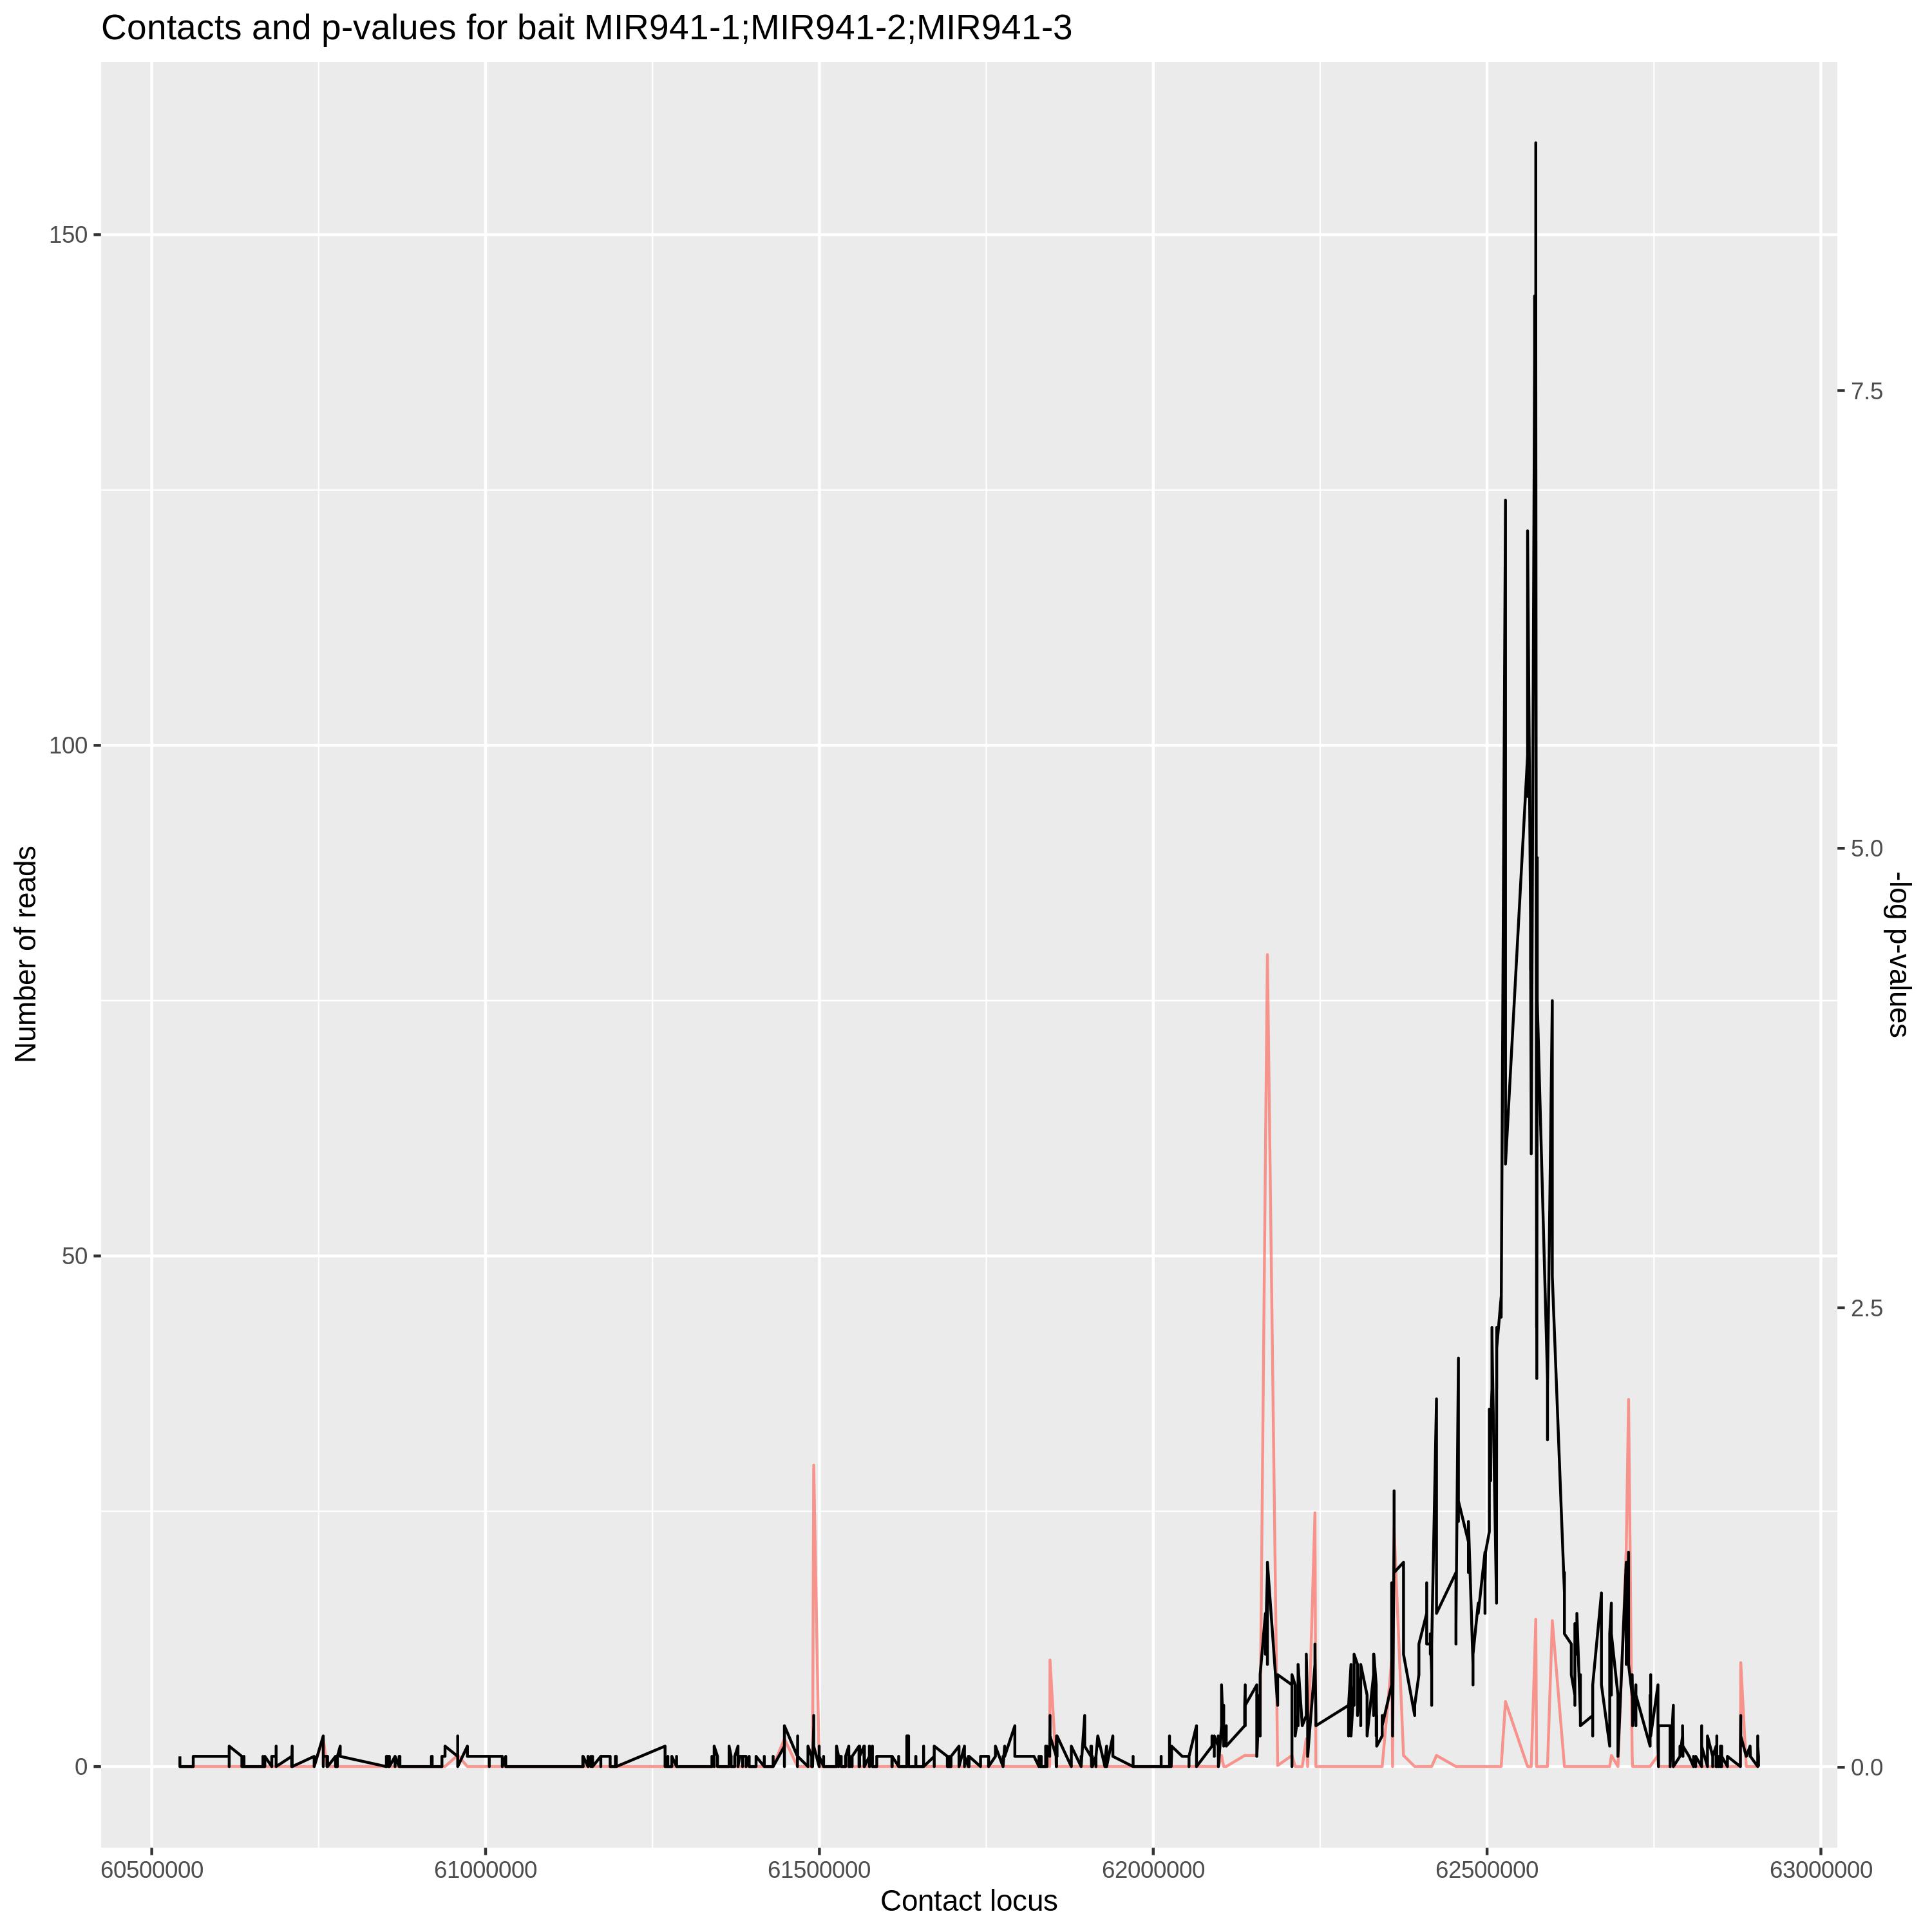 Contacts and p-values for bait MIR941-1;MIR941-2;MIR941-3
150
100
50
0
Number of reads
7.5
5.0
2.5
0.0
-log p-values
60500000 61000000 61500000 62000000 62500000 63000000
Contact locus